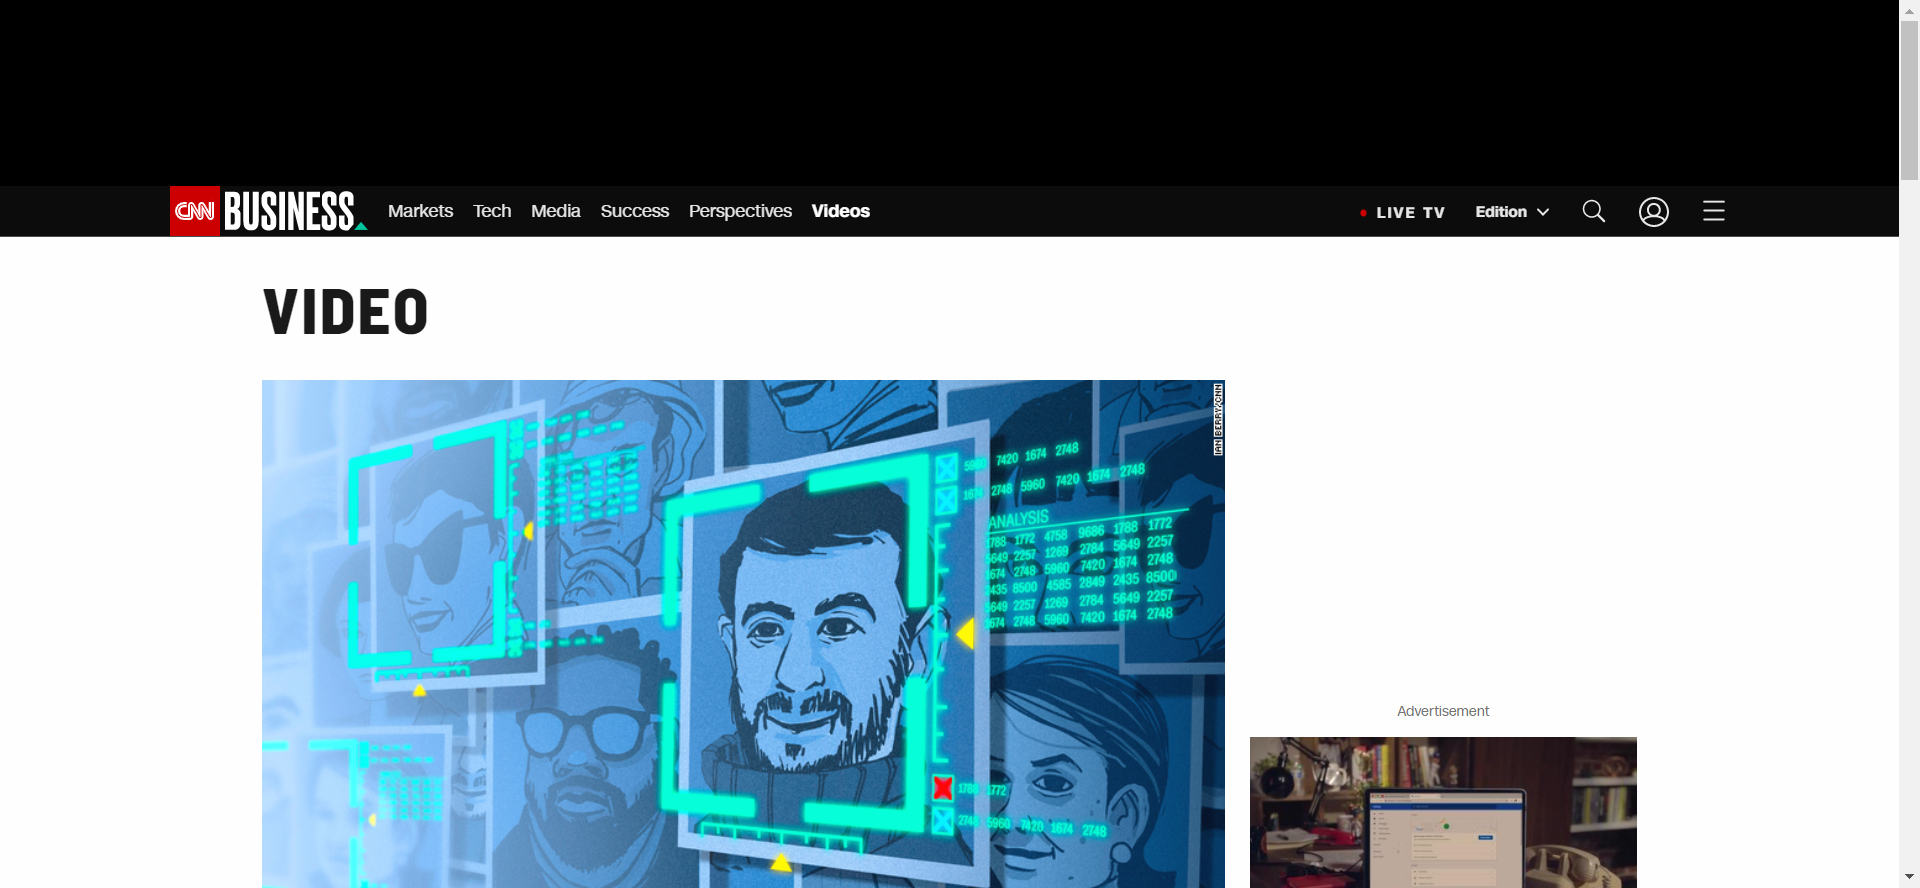 CNN BUSINESS Markets Tech Media Success Perspectives Videos LIVE TV Edition
VIDEO
IAN BERRY/CNN
5960 7420 1674 2748
1674 2748 5960 7420 1674 2748
ANALYSIS
1788 1772 4758 9686 1788 1772
5649 2257 1269 2784 5649 2257
1674 2748 5960 7420 1674 2748
2435 8500 4585 2849 2435 8500
5649 2257 1269 2784 5649 2257
1674 2748 5960 7420 1674 2748
1788 1772
2748 5960 7420 1674 2748
Advertisement